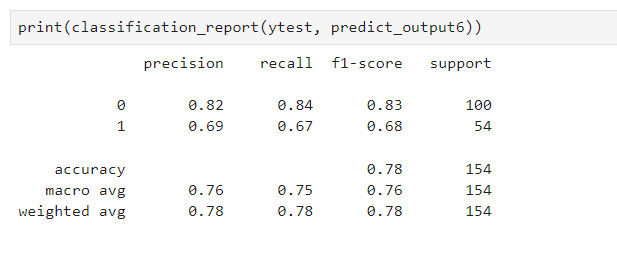 print(classification_report(ytest, predict_output6))
precision recall f1-score support
0 0.82 0.84 0.83 100
1 0.69 0.67 0.68 54
accuracy 0.78 154
macro avg 0.76 0.75 0.76 154
weighted avg 0.78 0.78 0.78 154